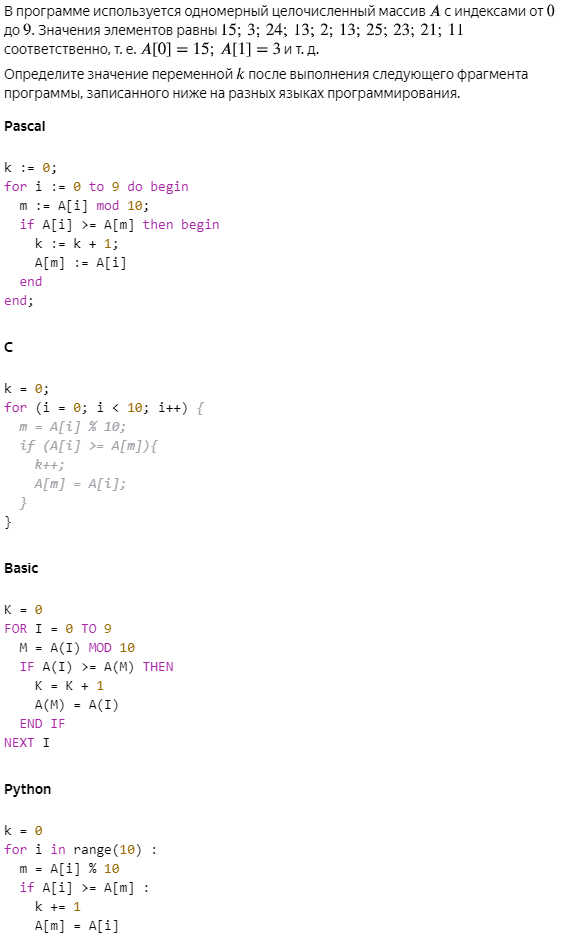 В программе используется одномерный целочисленный массив A с индексами от 0
до 9. Значения элементов равны 15; 3; 24; 13; 2; 13; 25; 23; 21; 11
соответственно, т. е. A[0] = 15; A[1] = 3 и т. д.
Определите значение переменной k после выполнения следующего фрагмента
программы, записанного ниже на разных языках программирования.
Pascal
k := 0;
for i := 0 to 9 do begin
  m := A[i] mod 10;
  if A[i] >= A[m] then begin
    k := k + 1;
    A[m] := A[i]
  end
end;
C
k = 0;
for (i = 0; i < 10; i++) {
  m = A[i] % 10;
  if (A[i] >= A[m]){
    k++;
    A[m] = A[i];
  }
}
Basic
K = 0
FOR I = 0 TO 9
  M = A(I) MOD 10
  IF A(I) >= A(M) THEN
    K = K + 1
    A(M) = A(I)
  END IF
NEXT I
Python
k = 0
for i in range(10) :
  m = A[i] % 10
  if A[i] >= A[m] :
    k += 1
    A[m] = A[i]